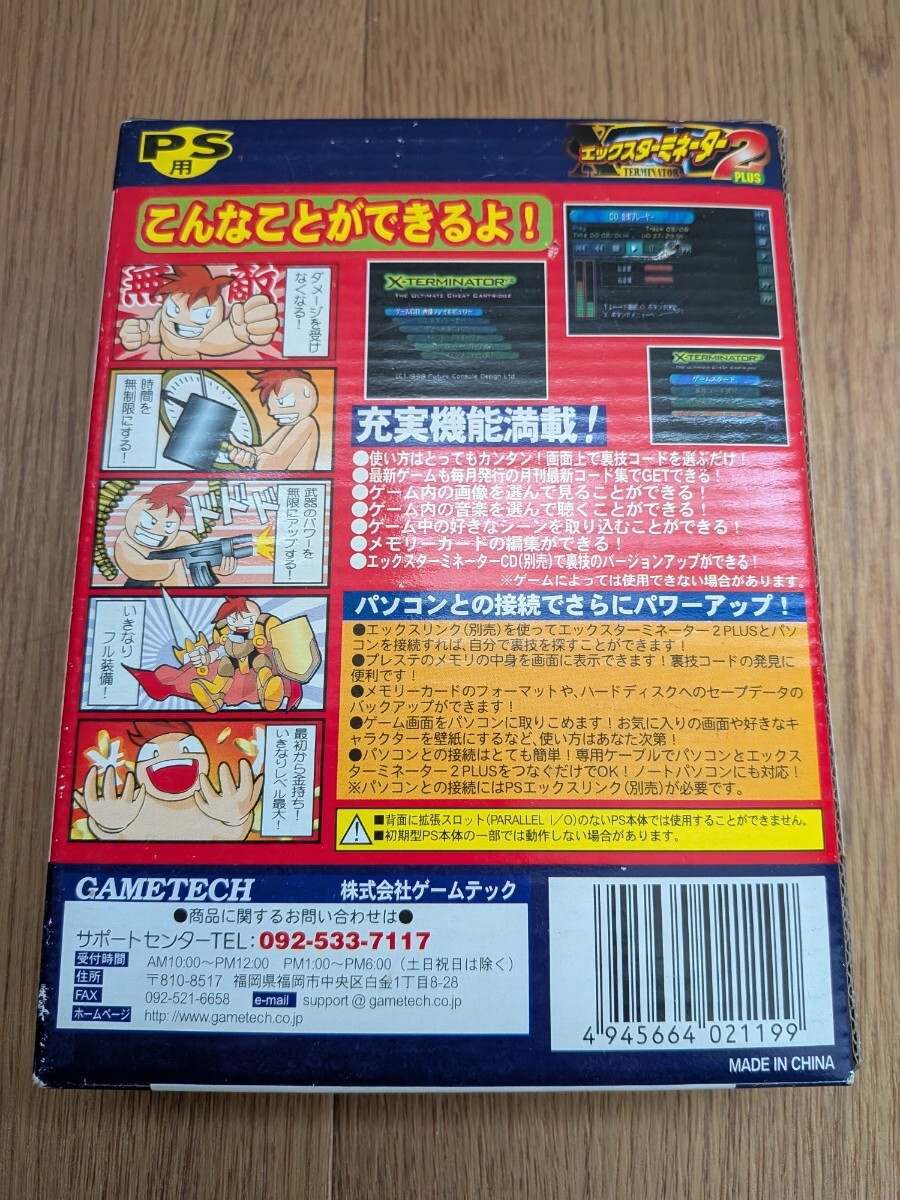 PS
用
エックスターミネーター2
TERMINATOR
PLUS
こんなことができるよ!
無敵
ダメージを受け
なくなる!
時間を
無制限にする!
ドドド
武器のパワーを
無限にアップする!
いきなり
フル装備!
最初から金持ち!
いきなりレベル最大!
X-TERMINATOR
THE ULTIMATE CHEAT CARTRIDGE
(C) 1999 Future Console Design Ltd
CD 音楽プレーヤー
Play
X-TERMINATOR
ゲームスタート
充実機能満載!
●使い方はとってもカンタン!画面上で裏技コードを選ぶだけ!
●最新ゲームも毎月発行の月刊最新コード集でGETできる!
●ゲーム内の画像を選んで見ることができる!
●ゲーム内の音楽を選んで聴くことができる!
●ゲーム中の好きなシーンを取り込むことができる!
●メモリーカードの編集ができる!
●エックスターミネーターCD(別売)で裏技のバージョンアップができる!
※ゲームによっては使用できない場合があります。
パソコンとの接続でさらにパワーアップ!
●エックスリンク(別売)を使ってエックスターミネーター2PLUSとパソ
コンを接続すれば、自分で裏技を探すことができます!
●プレステのメモリの中身を画面に表示できます!裏技コードの発見に
便利です!
●メモリーカードのフォーマットや、ハードディスクへのセーブデータの
バックアップができます!
●ゲーム画面をパソコンに取りこめます!お気に入りの画面や好きなキ
ャラクターを壁紙にするなど、使い方はあなた次第!
●パソコンとの接続はとても簡単!専用ケーブルでパソコンとエックス
ターミネーター2PLUSをつなぐだけでOK!ノートパソコンにも対応!
※パソコンとの接続にはPSエックスリンク(別売)が必要です。
■背面に拡張スロット(PARALLEL I/O)のないPS本体では使用することができません。
■初期型PS本体の一部では動作しない場合があります。
GAMETECH 株式会社ゲームテック
●商品に関するお問い合わせは●
サポートセンターTEL:092-533-7117
受付時間 AM10:00〜PM12:00 PM1:00〜PM6:00(土日祝日は除く)
住所 〒810-8517 福岡県福岡市中央区白金1丁目8-28
FAX 092-521-6658 e-mail support@gametech.co.jp
ホームページ http://www.gametech.co.jp
4 945664 021199
MADE IN CHINA